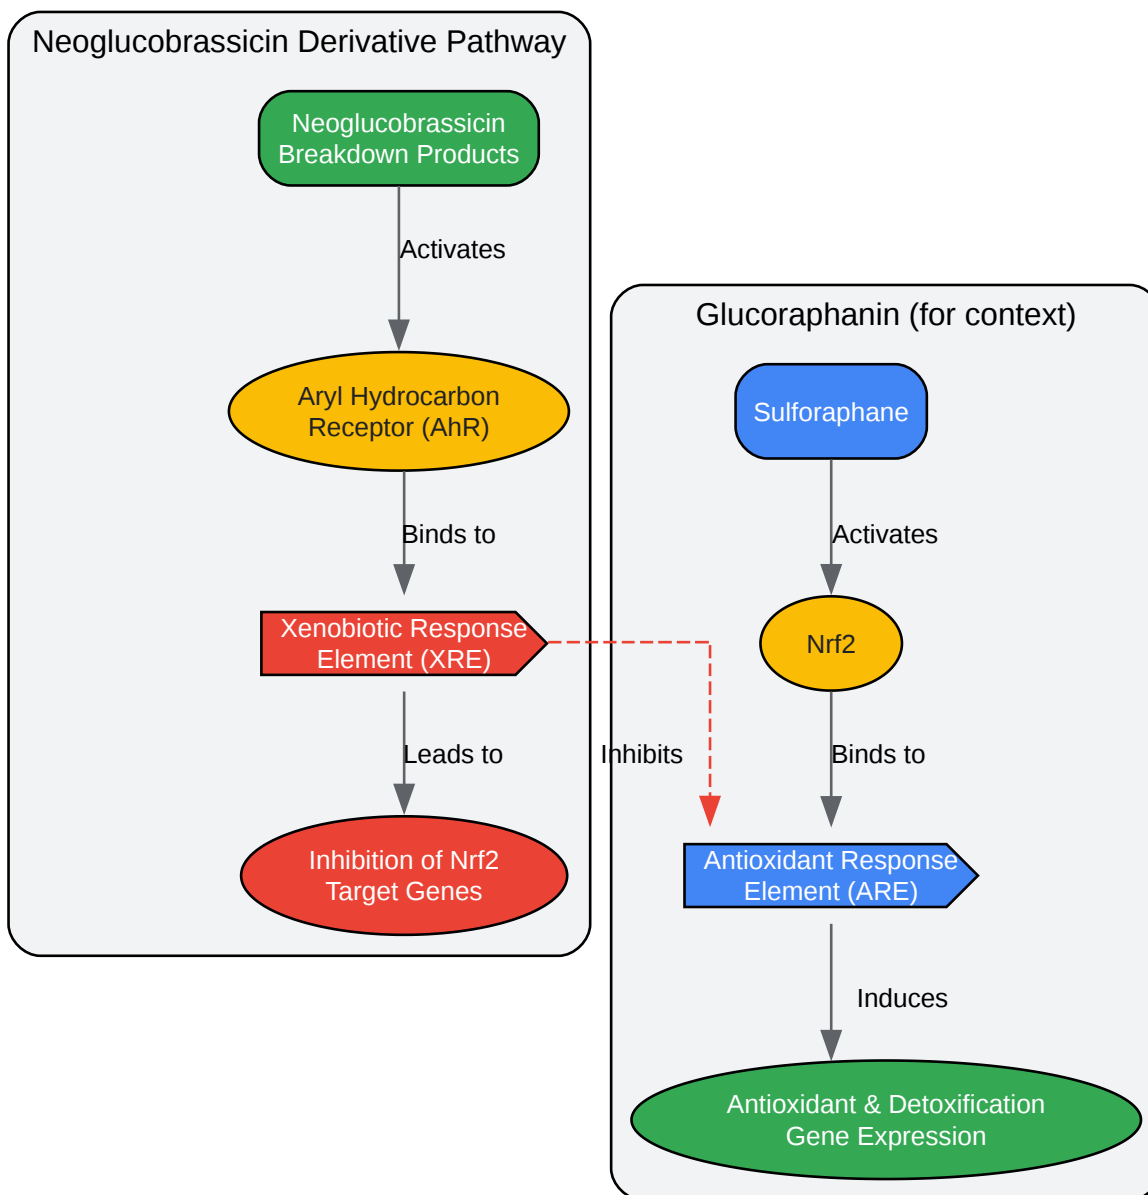 Neoglucobrassicin Derivative Pathway
Neoglucobrassicin
Breakdown Products
Activates
Aryl Hydrocarbon
Receptor (AhR)
Binds to
Xenobiotic Response
Element (XRE)
Leads to
Inhibits
Inhibition of Nrf2
Target Genes
Glucoraphanin (for context)
Sulforaphane
Activates
Nrf2
Binds to
Antioxidant Response
Element (ARE)
Induces
Antioxidant & Detoxification
Gene Expression